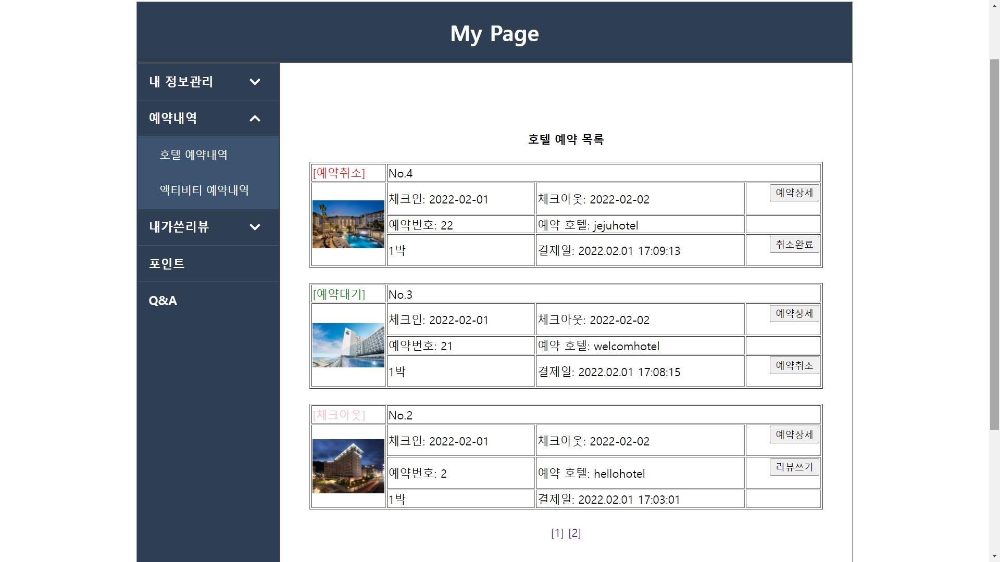 My Page
내 정보관리
예약내역
호텔 예약내역
액티비티 예약내역
내가쓴리뷰
포인트
Q&A
호텔 예약 목록
[예약취소] No.4
체크인: 2022-02-01 체크아웃: 2022-02-02 예약상세
예약번호: 22 예약 호텔: jejuhotel
1박 결제일: 2022.02.01 17:09:13 취소완료
[예약대기] No.3
체크인: 2022-02-01 체크아웃: 2022-02-02 예약상세
예약번호: 21 예약 호텔: welcomhotel
1박 결제일: 2022.02.01 17:08:15 예약취소
[체크아웃] No.2
체크인: 2022-02-01 체크아웃: 2022-02-02 예약상세
예약번호: 2 예약 호텔: hellohotel 리뷰쓰기
1박 결제일: 2022.02.01 17:03:01
[1] [2]